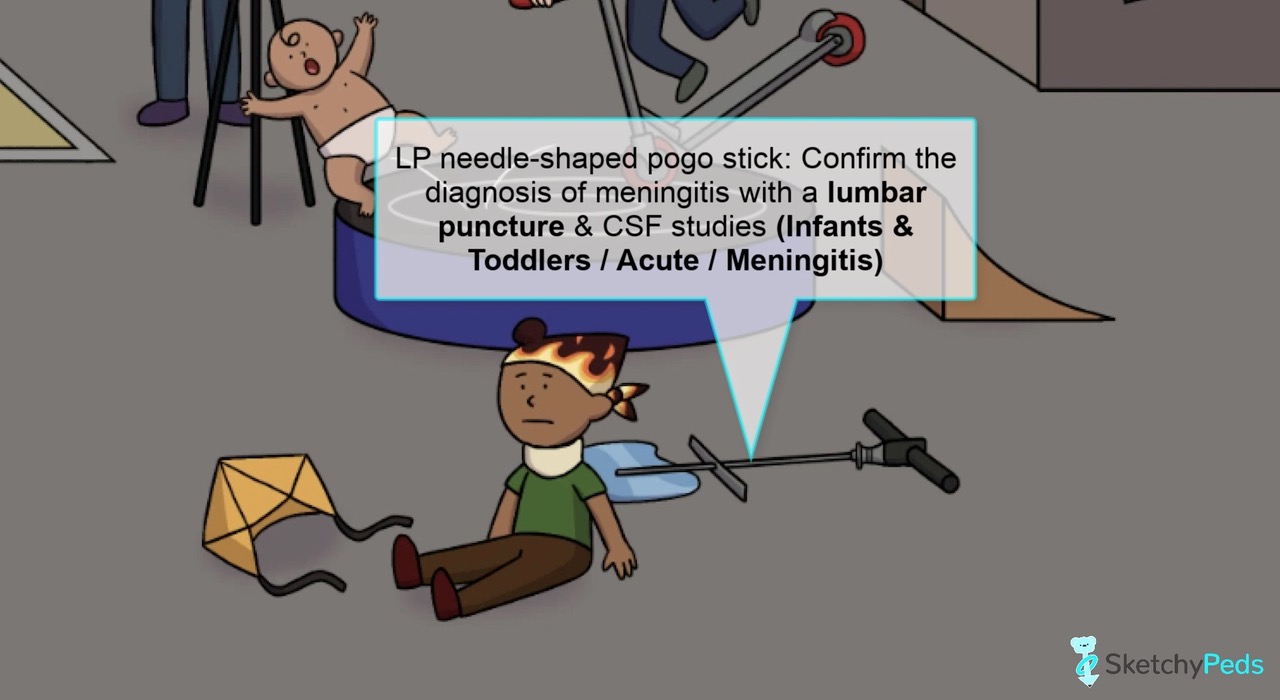 LP needle-shaped pogo stick: Confirm the
diagnosis of meningitis with a lumbar
puncture & CSF studies (Infants &
Toddlers / Acute / Meningitis)
SketchyPeds